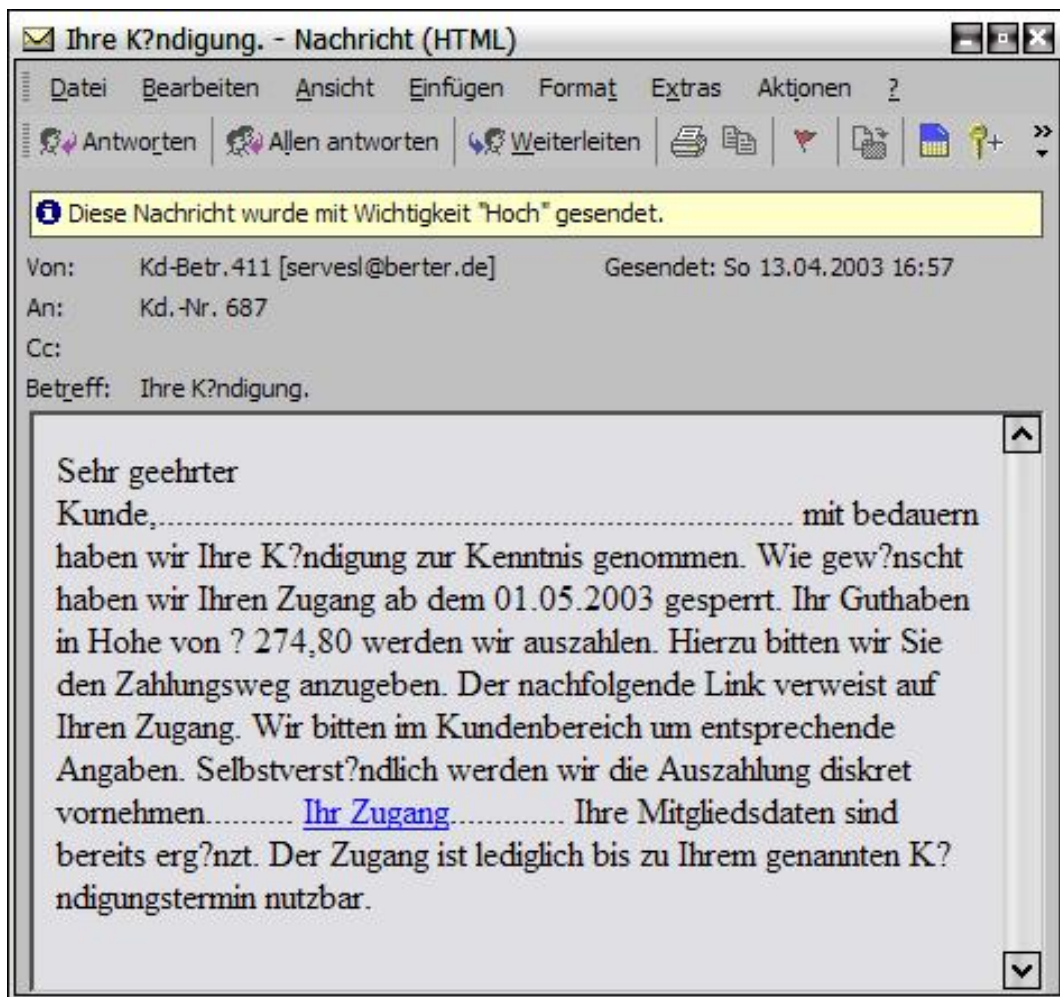 Ihre K?ndigung. - Nachricht (HTML)
Datei Bearbeiten Ansicht Einfügen Format Extras Aktionen ?
Antworten Allen antworten Weiterleiten
Diese Nachricht wurde mit Wichtigkeit "Hoch" gesendet.
Von: Kd-Betr.411 [servesl@berter.de] Gesendet: So 13.04.2003 16:57
An: Kd.-Nr. 687
Cc:
Betreff: Ihre K?ndigung.
Sehr geehrter
Kunde,...................................................................... mit bedauern
haben wir Ihre K?ndigung zur Kenntnis genommen. Wie gew?nscht
haben wir Ihren Zugang ab dem 01.05.2003 gesperrt. Ihr Guthaben
in Hohe von ? 274,80 werden wir auszahlen. Hierzu bitten wir Sie
den Zahlungsweg anzugeben. Der nachfolgende Link verweist auf
Ihren Zugang. Wir bitten im Kundenbereich um entsprechende
Angaben. Selbstverst?ndlich werden wir die Auszahlung diskret
vornehmen.......... Ihr Zugang............. Ihre Mitgliedsdaten sind
bereits erg?nzt. Der Zugang ist lediglich bis zu Ihrem genannten K?
ndigungstermin nutzbar.